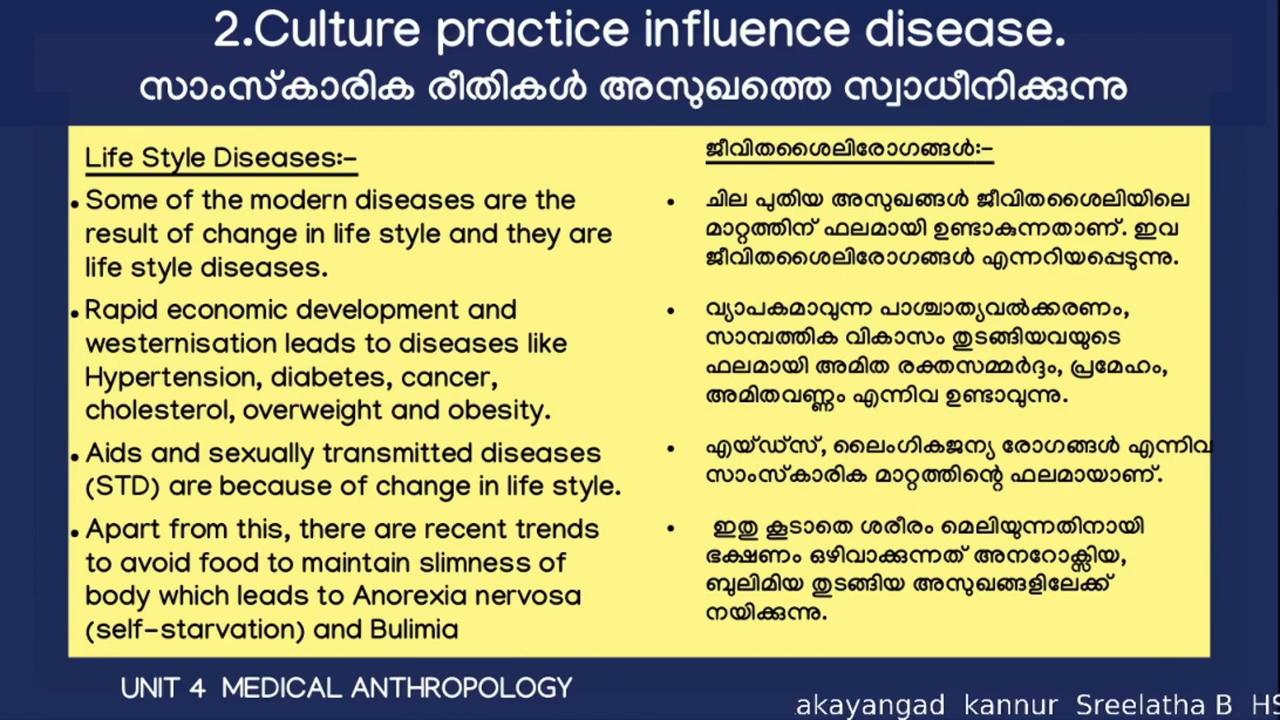 2.Culture practice influence disease.
സാംസ്കാരിക രീതികൾ അസുഖത്തെ സ്വാധീനിക്കുന്നു
Life Style Diseases:-
• Some of the modern diseases are the
result of change in life style and they are
life style diseases.
• Rapid economic development and
westernisation leads to diseases like
Hypertension, diabetes, cancer,
cholesterol, overweight and obesity.
• Aids and sexually transmitted diseases
(STD) are because of change in life style.
• Apart from this, there are recent trends
to avoid food to maintain slimness of
body which leads to Anorexia nervosa
(self-starvation) and Bulimia
ജീവിതശൈലിരോഗങ്ങൾ:-
• ചില പുതിയ അസുഖങ്ങൾ ജീവിതശൈലിയിലെ
മാറ്റത്തിന് ഫലമായി ഉണ്ടാകുന്നതാണ്. ഇവ
ജീവിതശൈലിരോഗങ്ങൾ എന്നറിയപ്പെടുന്നു.
• വ്യാപകമാവുന്ന പാശ്ചാത്യവൽക്കരണം,
സാമ്പത്തിക വികാസം തുടങ്ങിയവയുടെ
ഫലമായി അമിത രക്തസമ്മർദ്ദം, പ്രമേഹം,
അമിതവണ്ണം എന്നിവ ഉണ്ടാവുന്നു.
• എയ്ഡ്സ്, ലൈംഗികജന്യ രോഗങ്ങൾ എന്നിവ
സാംസ്കാരിക മാറ്റത്തിന്റെ ഫലമായാണ്.
• ഇതു കൂടാതെ ശരീരം മെലിയുന്നതിനായി
ഭക്ഷണം ഒഴിവാക്കുന്നത് അനറോക്സിയ,
ബുലിമിയ തുടങ്ങിയ അസുഖങ്ങളിലേക്ക്
നയിക്കുന്നു.
UNIT 4 MEDICAL ANTHROPOLOGY
akayangad kannur Sreelatha B HS